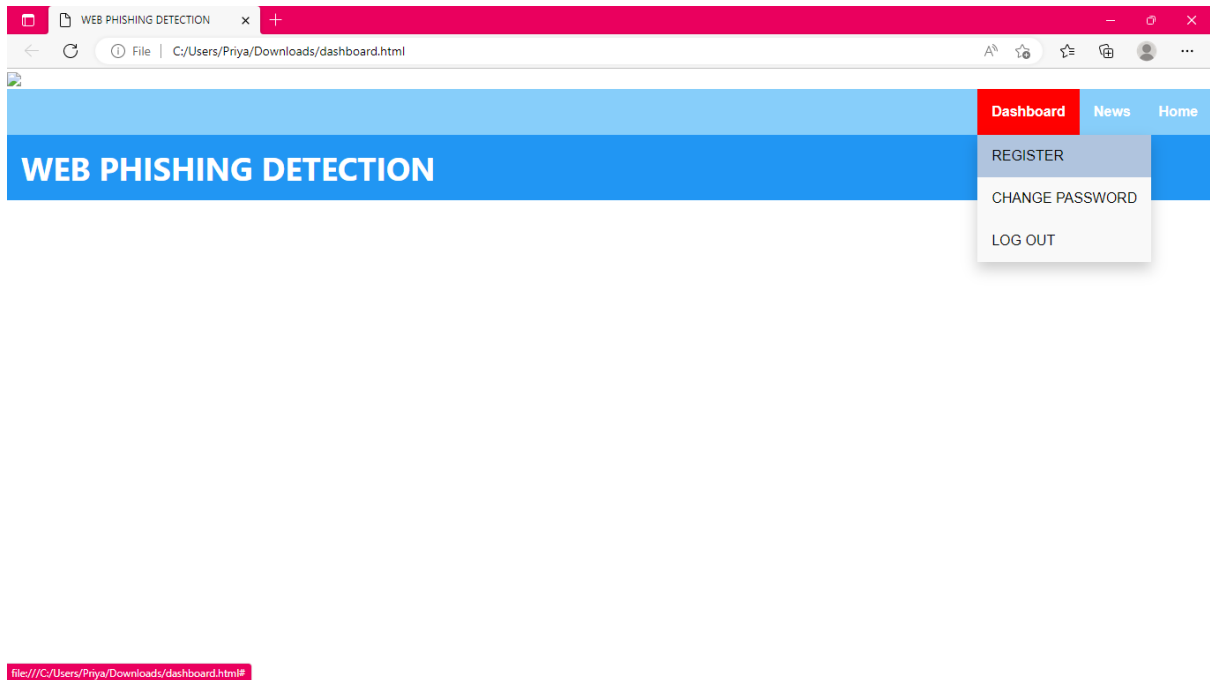 WEB PHISHING DETECTION
File | C:/Users/Priya/Downloads/dashboard.html
Dashboard News Home
WEB PHISHING DETECTION
REGISTER
CHANGE PASSWORD
LOG OUT
file:///C:/Users/Priya/Downloads/dashboard.html#